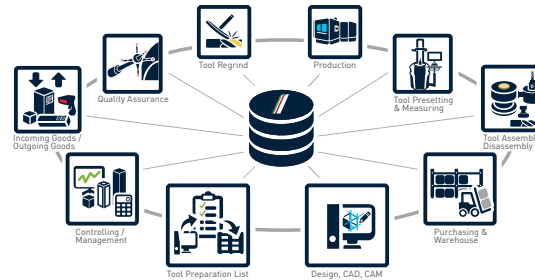 Tool Regrind
Production
Quality Assurance
Tool Presetting
& Measuring
Incoming Goods /
Outgoing Goods
Tool Assembly
Disassembly
Controlling /
Management
Purchasing &
Warehouse
Tool Preparation List
Design, CAD, CAM